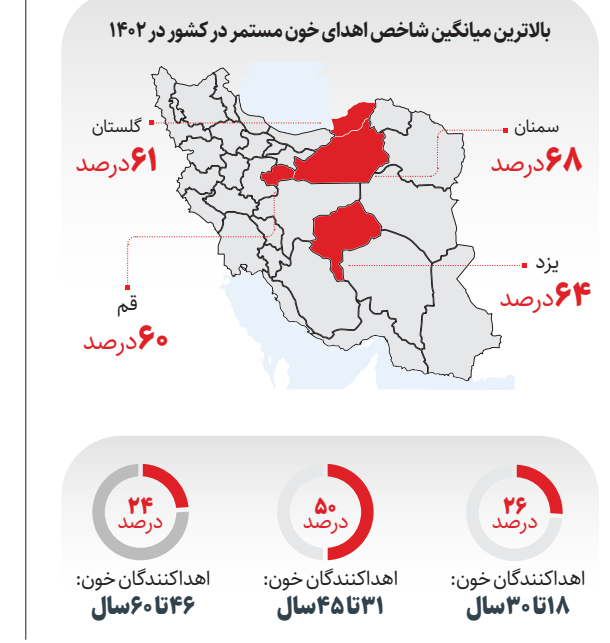 بالاترین میانگین شاخص اهدای خون مستمر در کشور در ۱۴۰۲
سمنان
۶۸درصد
گلستان
۶۱درصد
یزد
۶۴درصد
قم
۶۰درصد
۲۶
درصد
اهداکنندگان خون:
۱۸تا۳۰سال
۵۰
درصد
اهداکنندگان خون:
۳۱تا۴۵سال
۲۴
درصد
اهداکنندگان خون:
۴۶تا۶۰سال